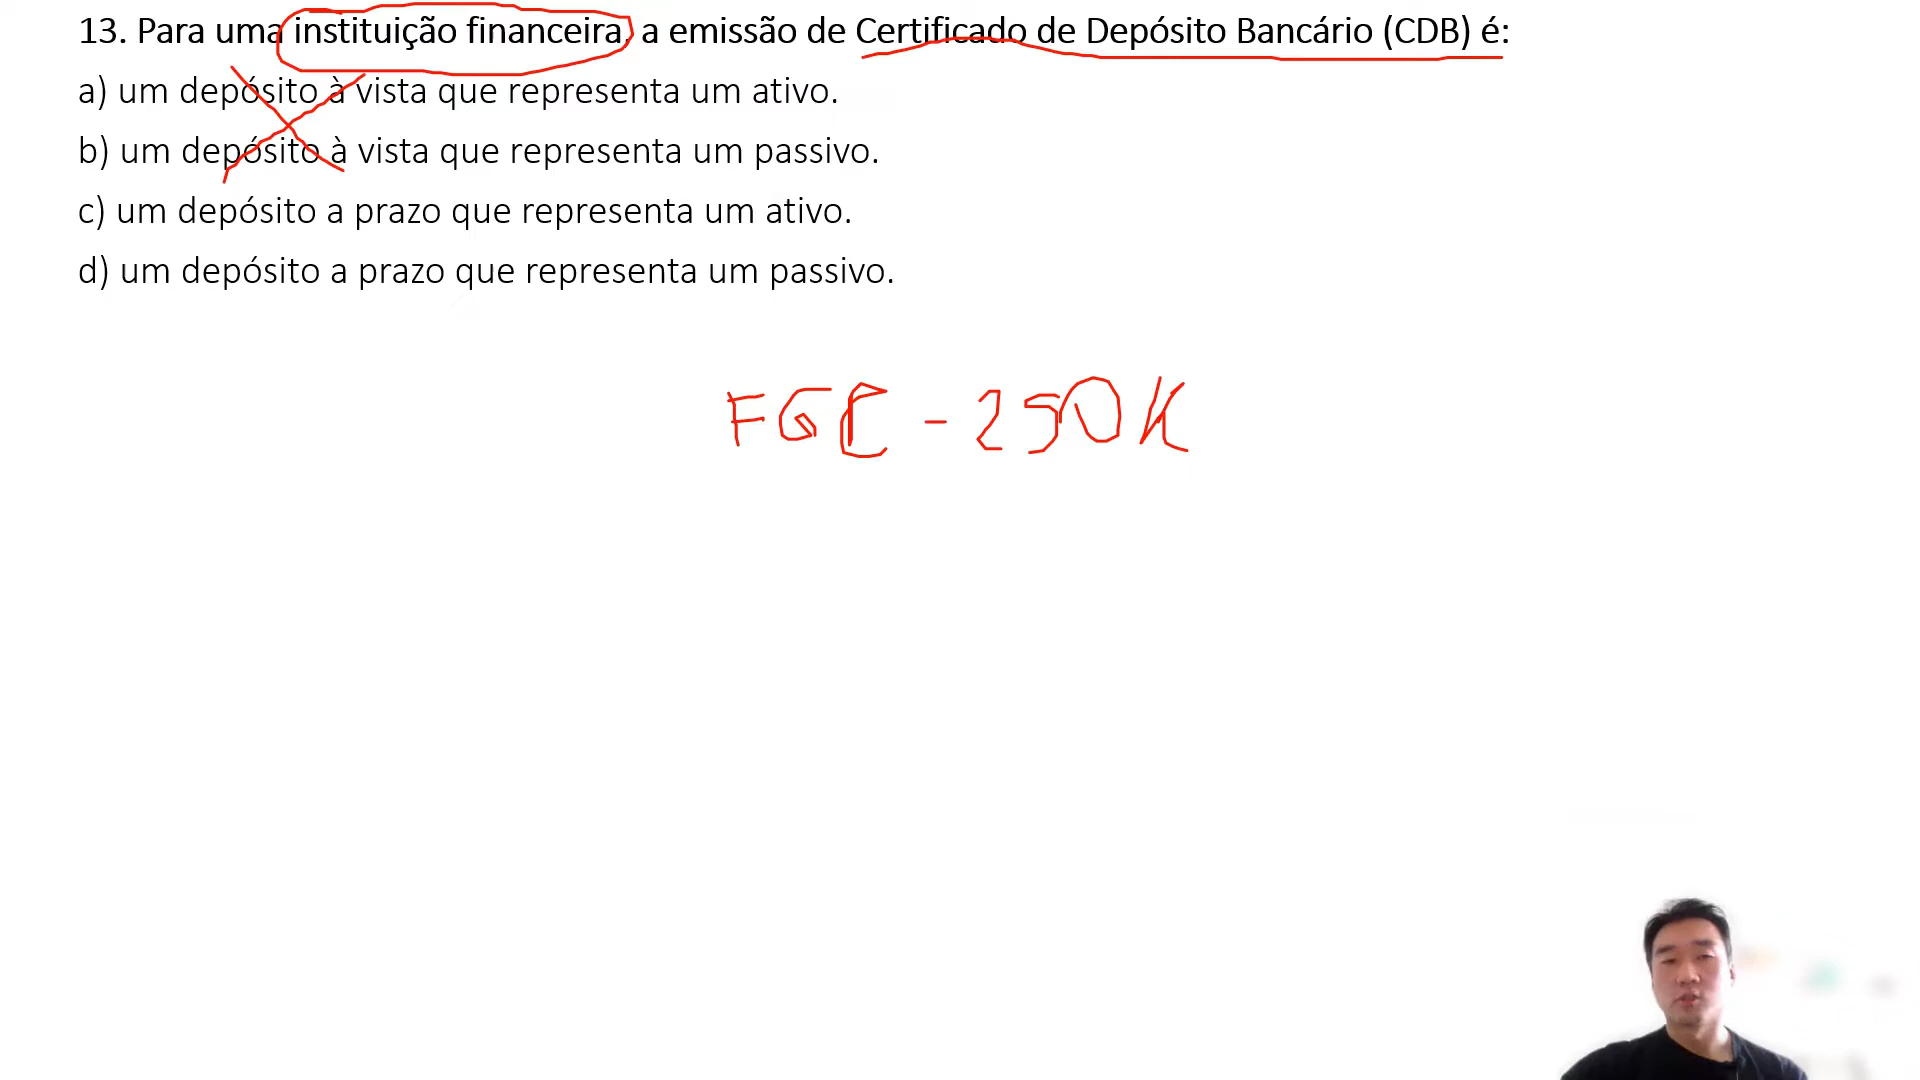 13. Para uma instituição financeira, a emissão de Certificado de Depósito Bancário (CDB) é:
a) um depósito à vista que representa um ativo.
b) um depósito à vista que representa um passivo.
c) um depósito a prazo que representa um ativo.
d) um depósito a prazo que representa um passivo.
FGC - 250K